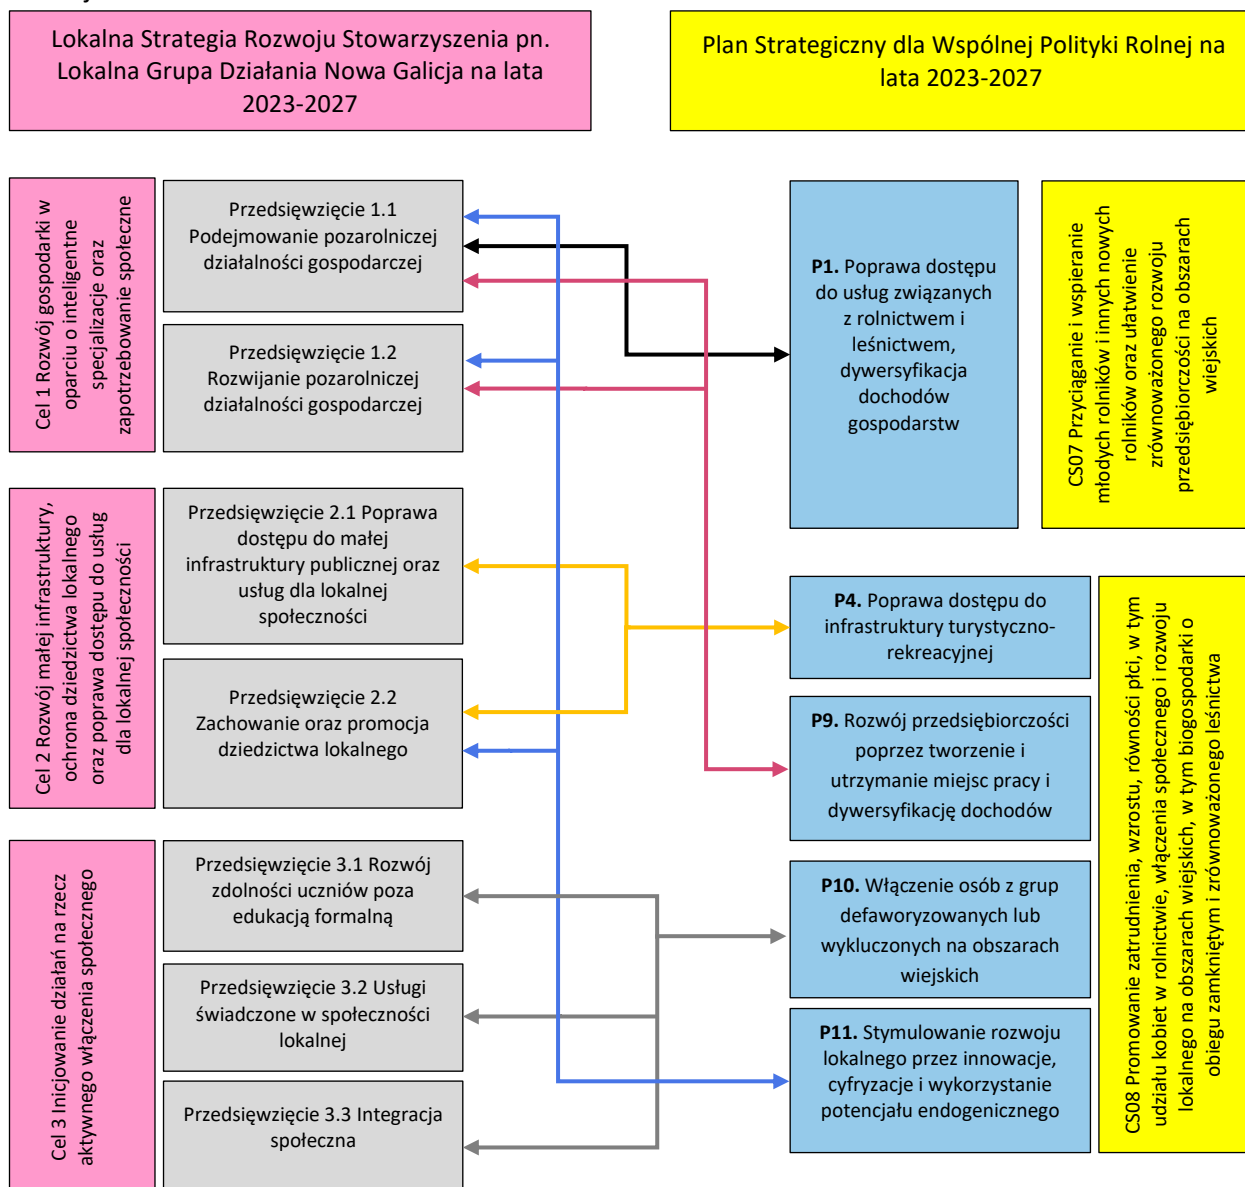 Lokalna Strategia Rozwoju Stowarzyszenia pn.
Lokalna Grupa Działania Nowa Galicja na lata
2023-2027
Plan Strategiczny dla Wspólnej Polityki Rolnej na
lata 2023-2027
Cel 1 Rozwój gospodarki w
oparciu o inteligentne
specjalizacje oraz
zapotrzebowanie społeczne
Przedsięwzięcie 1.1
Podejmowanie pozarolniczej
działalności gospodarczej
Przedsięwzięcie 1.2
Rozwijanie pozarolniczej
działalności gospodarczej
P1. Poprawa dostępu
do usług związanych
z rolnictwem i
leśnictwem,
dywersyfikacja
dochodów
gospodarstw
CS07 Przyciąganie i wspieranie
młodych rolników i innych nowych
rolników oraz ułatwienie
zrównoważonego rozwoju
przedsiębiorczości na obszarach
wiejskich
Cel 2 Rozwój małej infrastruktury,
ochrona dziedzictwa lokalnego
oraz poprawa dostępu do usług
dla lokalnej społeczności
Przedsięwzięcie 2.1 Poprawa
dostępu do małej
infrastruktury publicznej oraz
usług dla lokalnej
społeczności
Przedsięwzięcie 2.2
Zachowanie oraz promocja
dziedzictwa lokalnego
P4. Poprawa dostępu do
infrastruktury turystyczno-
rekreacyjnej
P9. Rozwój przedsiębiorczości
poprzez tworzenie i
utrzymanie miejsc pracy i
dywersyfikację dochodów
Cel 3 Inicjowanie działań na rzecz
aktywnego włączenia społecznego
Przedsięwzięcie 3.1 Rozwój
zdolności uczniów poza
edukacją formalną
Przedsięwzięcie 3.2 Usługi
świadczone w społeczności
lokalnej
Przedsięwzięcie 3.3 Integracja
społeczna
P10. Włączenie osób z grup
defaworyzowanych lub
wykluczonych na obszarach
wiejskich
P11. Stymulowanie rozwoju
lokalnego przez innowacje,
cyfryzacje i wykorzystanie
potencjału endogenicznego
CS08 Promowanie zatrudnienia, wzrostu, równości płci, w tym
udziału kobiet w rolnictwie, włączenia społecznego i rozwoju
lokalnego na obszarach wiejskich, w tym biogospodarki o
obiegu zamkniętym i zrównoważonego leśnictwa